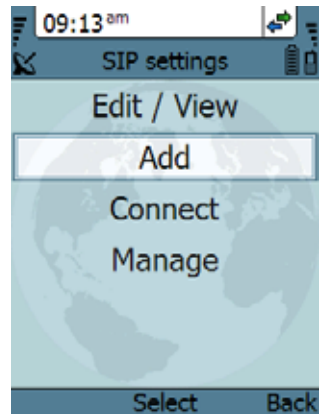 09:13am
SIP settings
Edit / View
Add
Connect
Manage
Select Back